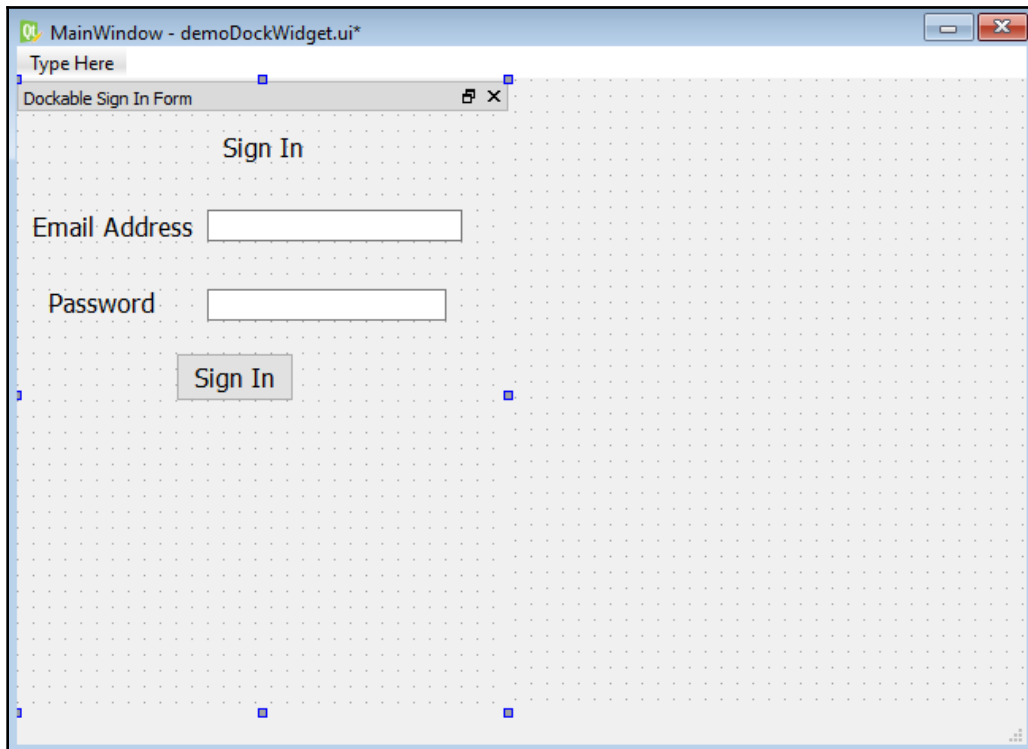 MainWindow - demoDockWidget.ui*
Type Here
Dockable Sign In Form
Sign In
Email Address
Password
Sign In